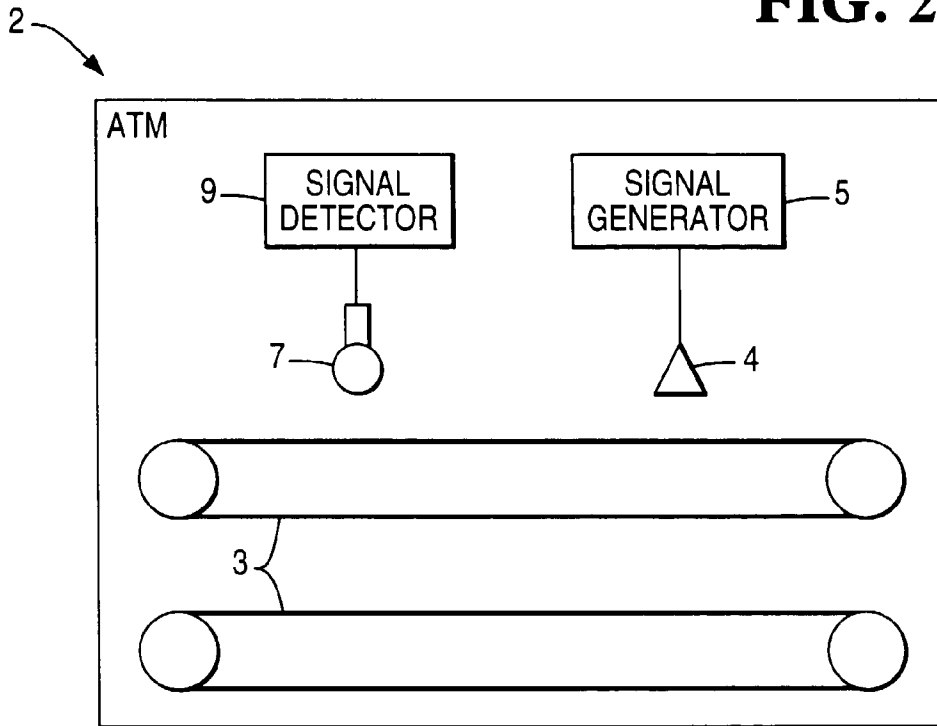 FIG. 2
2
ATM
9
SIGNAL
DETECTOR
SIGNAL
GENERATOR
5
7
4
3